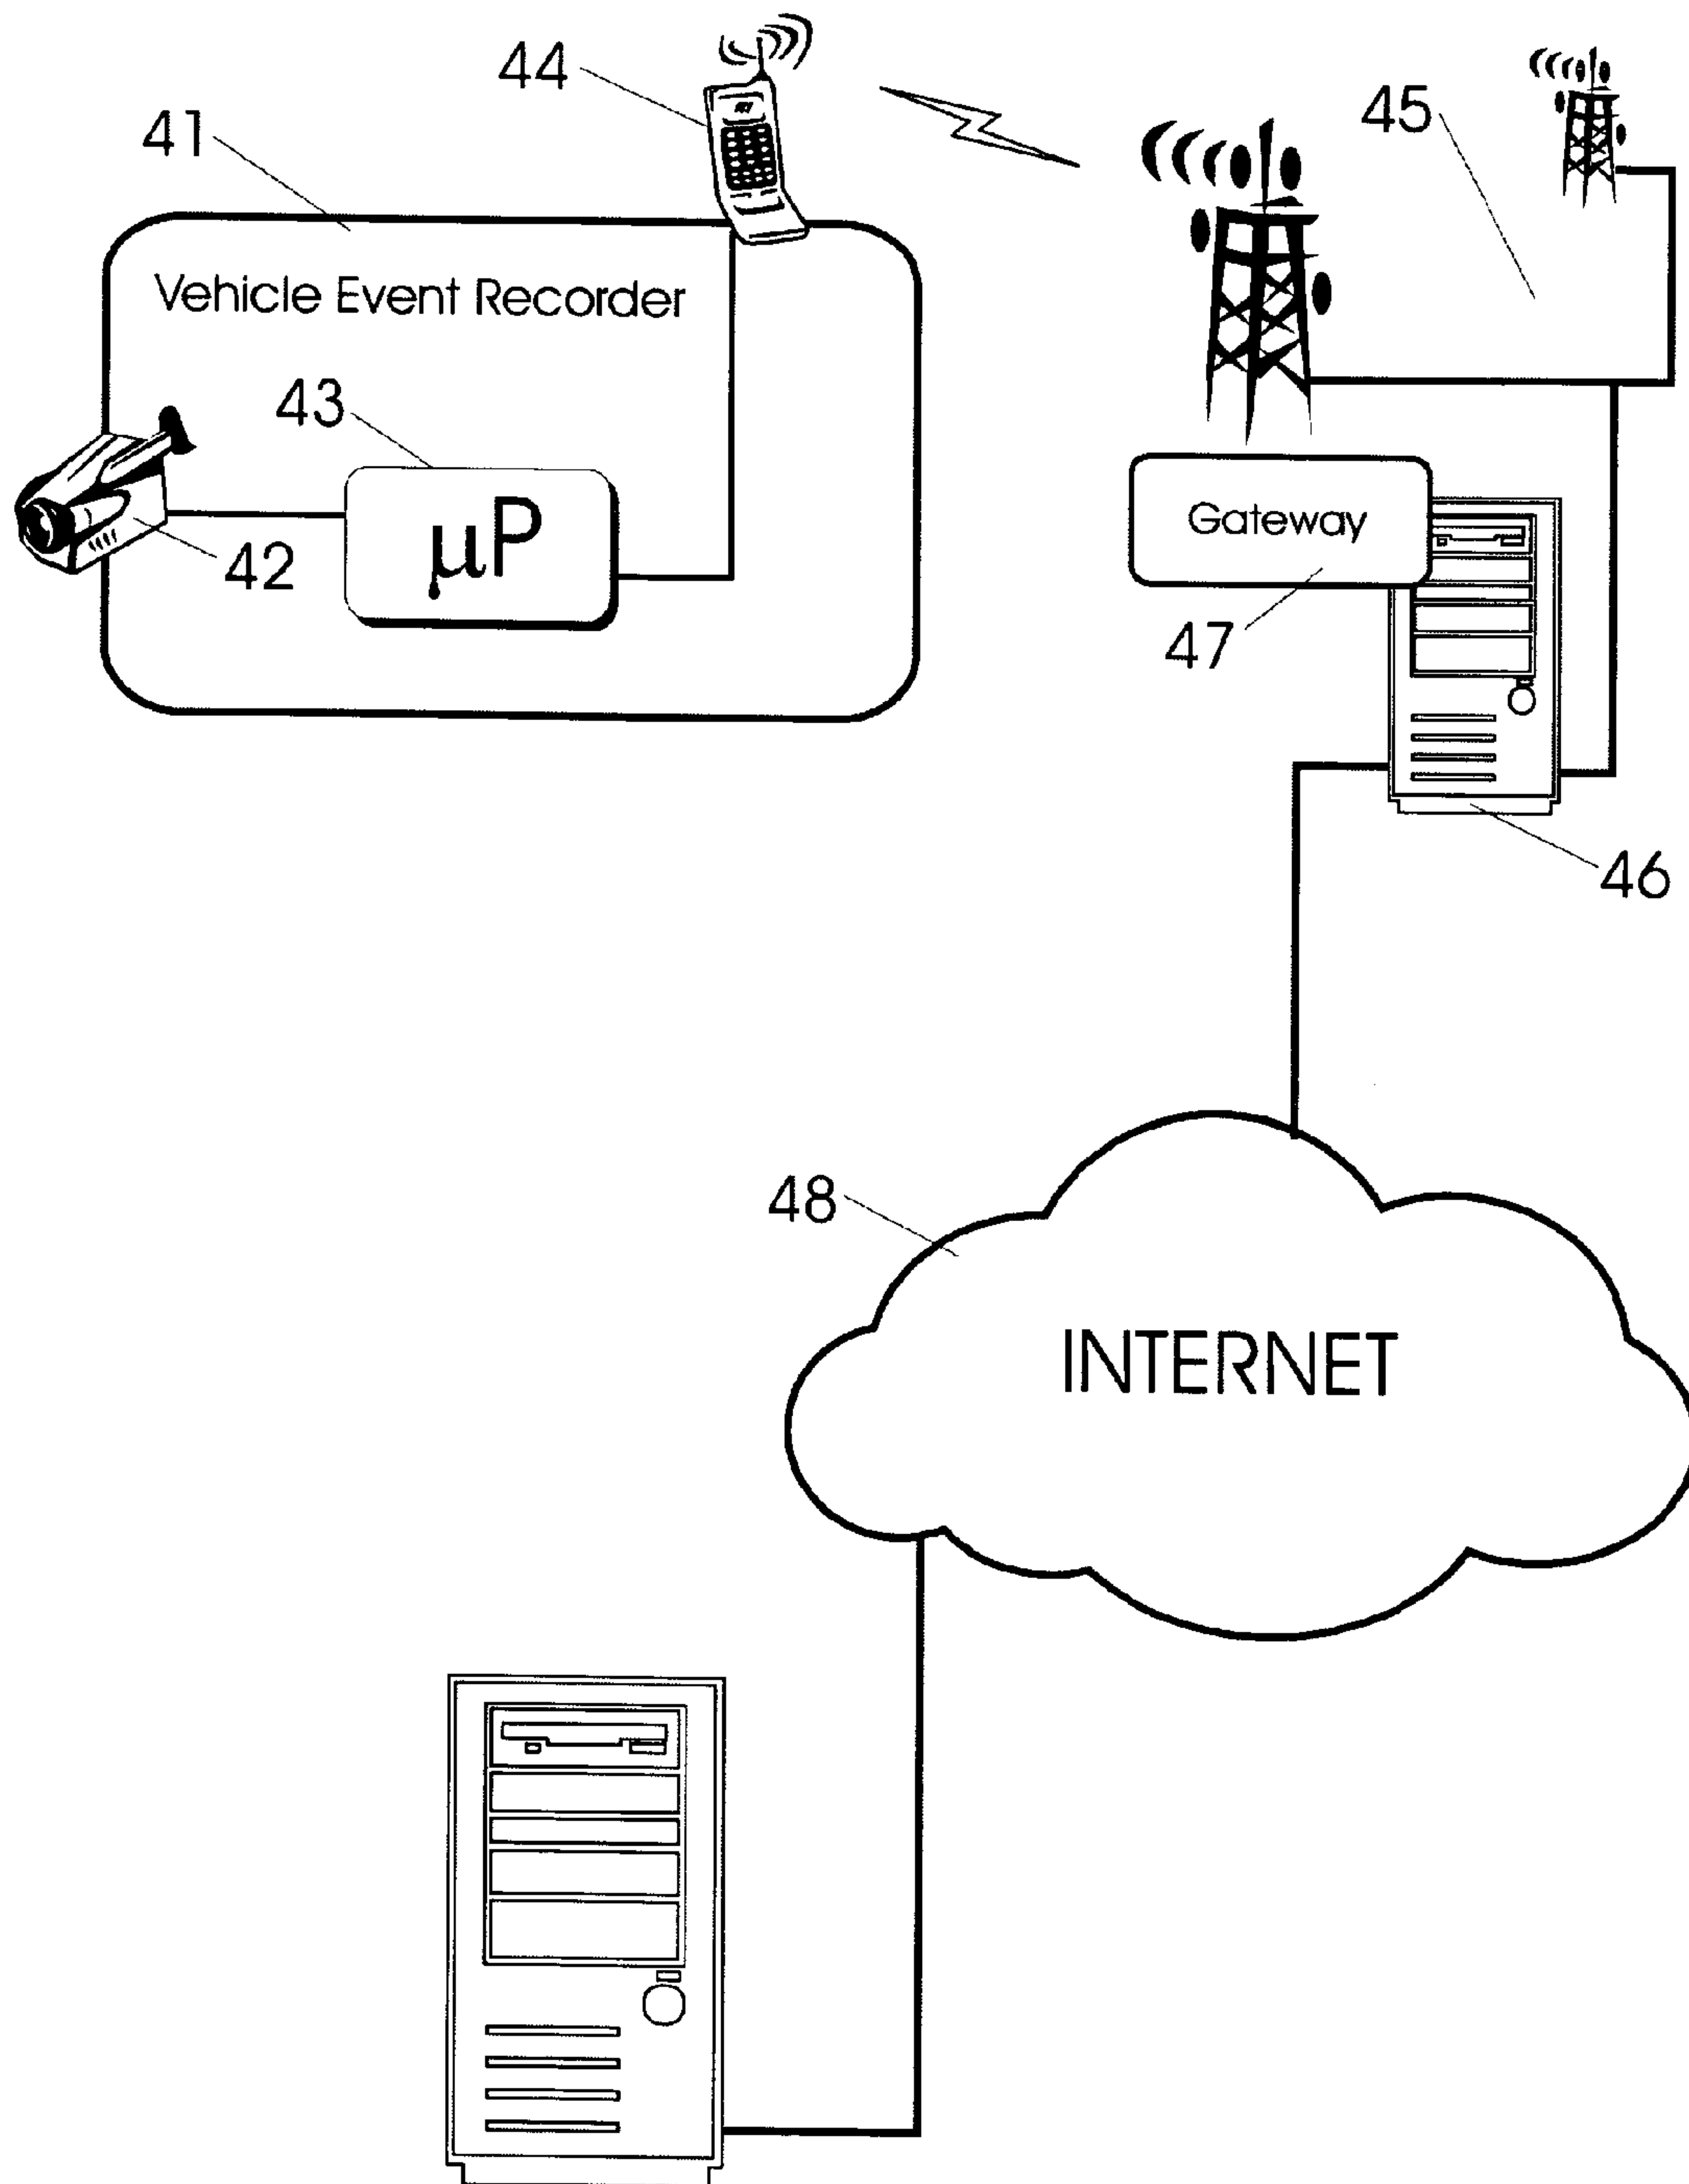 44
45
41
Vehicle Event Recorder
43
μP
42
Gateway
47
46
48
INTERNET